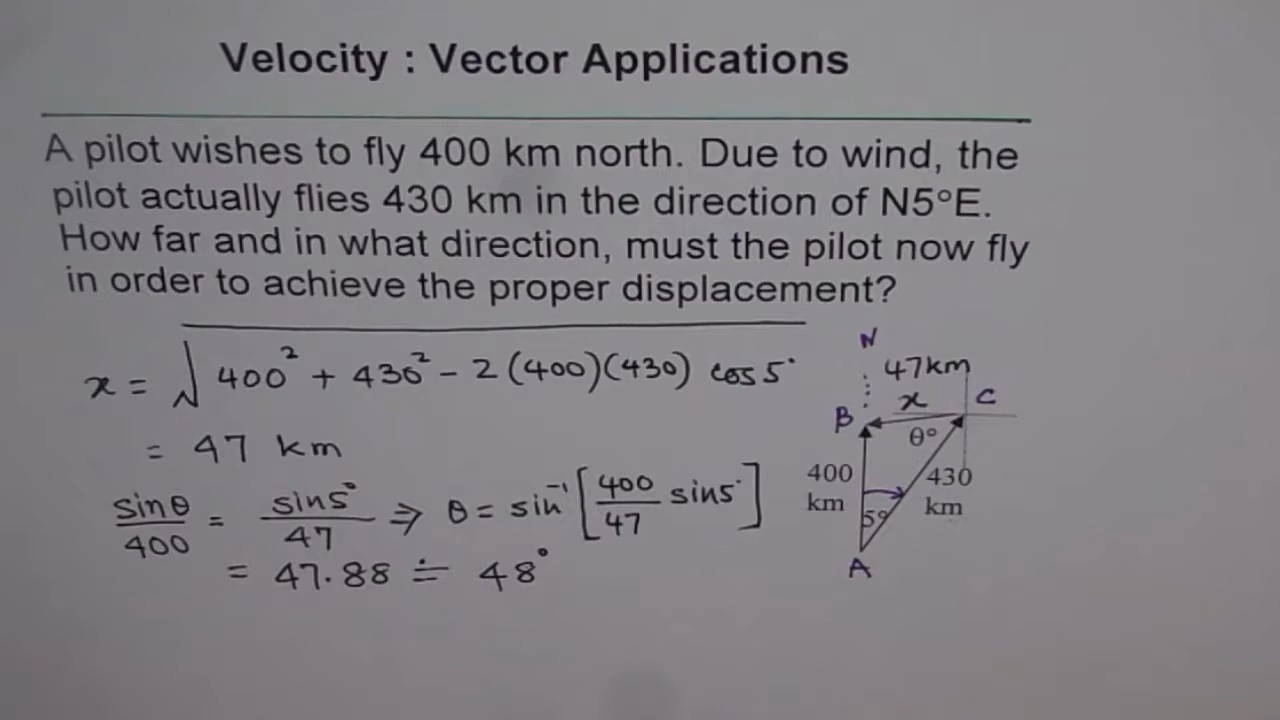 Velocity : Vector Applications
A pilot wishes to fly 400 km north. Due to wind, the
pilot actually flies 430 km in the direction of N5°E.
How far and in what direction, must the pilot now fly
in order to achieve the proper displacement?
x = √400² + 430² - 2 (400)(430) cos 5°
= 47 km
sinθ/400 = sin5°/47 ⇒ θ = sin⁻¹ [400/47 sin5°]
= 47.88 ≐ 48°
N
47km
B x C
θ°
400 km
430 km
5°
A